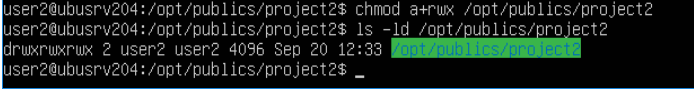 user2@ubusrv204:/opt/publics/project2$ chmod a+rwx /opt/publics/project2
user2@ubusrv204:/opt/publics/project2$ ls -ld /opt/publics/project2
drwxrwxrwx 2 user2 user2 4096 Sep 20 12:33 /opt/publics/project2
user2@ubusrv204:/opt/publics/project2$ _